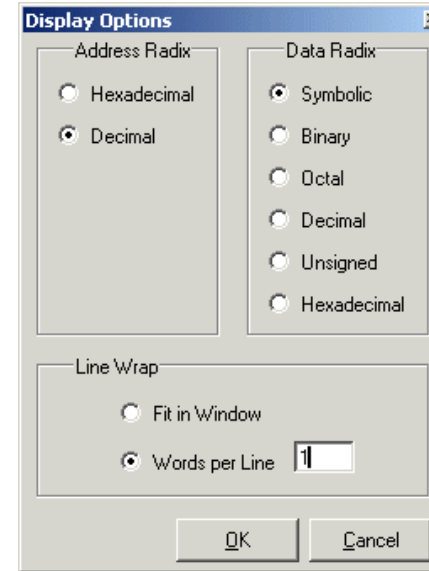 Display Options
Address Radix
Hexadecimal
Decimal
Data Radix
Symbolic
Binary
Octal
Decimal
Unsigned
Hexadecimal
Line Wrap
Fit in Window
Words per Line 1
OK Cancel